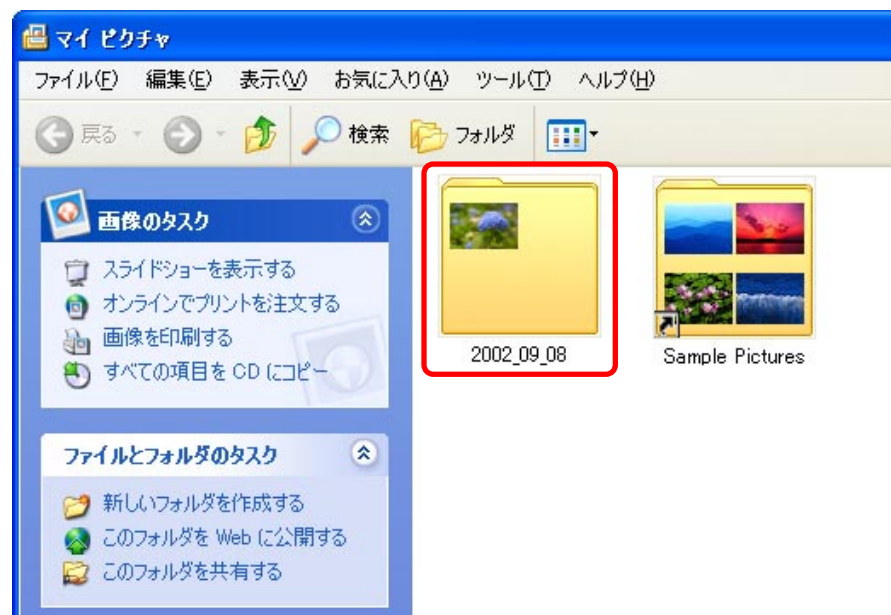 マイ ピクチャ
ファイル(F) 編集(E) 表示(V) お気に入り(A) ツール(T) ヘルプ(H)
戻る 検索 フォルダ
画像のタスク
スライドショーを表示する
オンラインでプリントを注文する
画像を印刷する
すべての項目を CD にコピー
ファイルとフォルダのタスク
新しいフォルダを作成する
このフォルダを Web に公開する
このフォルダを共有する
2002_09_08
Sample Pictures